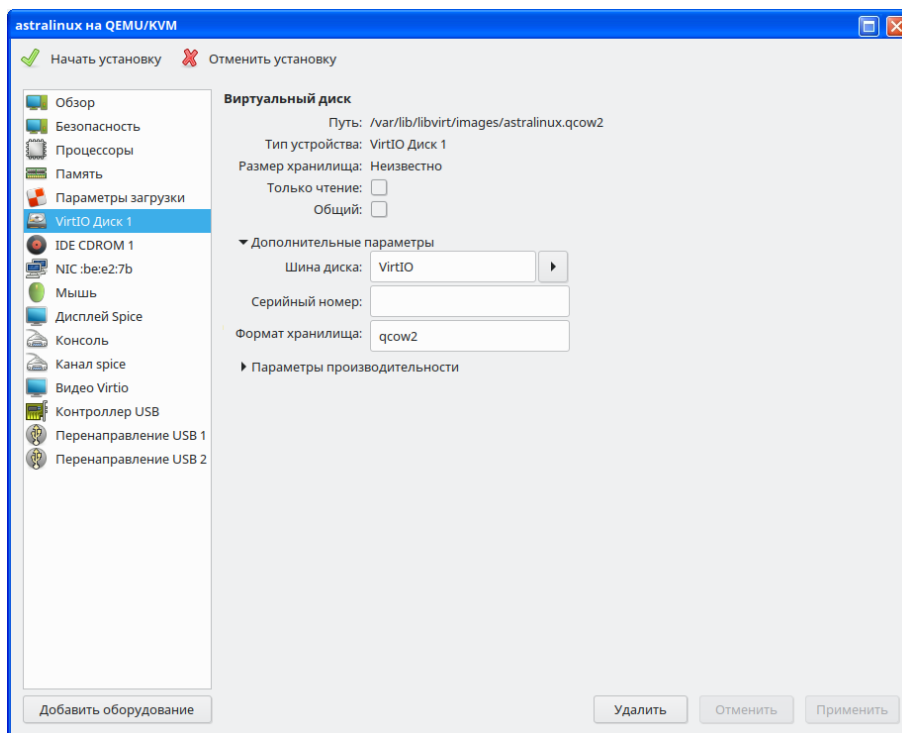 astralinux на QEMU/KVM
Начать установку Отменить установку
Обзор
Безопасность
Процессоры
Память
Параметры загрузки
VirtIO Диск 1
IDE CDROM 1
NIC :be:e2:7b
Мышь
Дисплей Spice
Консоль
Канал spice
Видео Virtio
Контроллер USB
Перенаправление USB 1
Перенаправление USB 2
Добавить оборудование
Виртуальный диск
Путь: /var/lib/libvirt/images/astralinux.qcow2
Тип устройства: VirtIO Диск 1
Размер хранилища: Неизвестно
Только чтение:
Общий:
Дополнительные параметры
Шина диска: VirtIO
Серийный номер:
Формат хранилища: qcow2
Параметры производительности
Удалить Отменить Применить